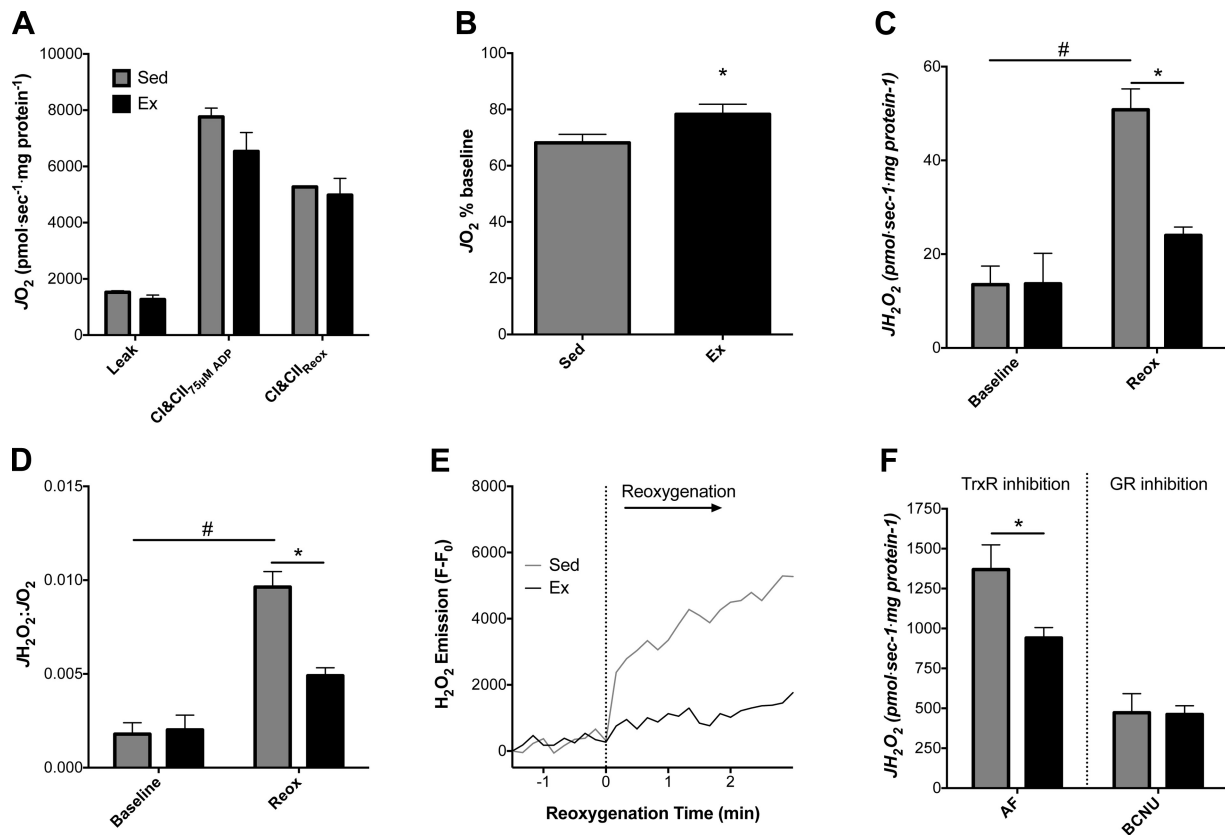 A
JO2 (pmol·sec-1·mg protein-1)
10000
8000
6000
4000
2000
0
Sed
Ex
Leak
CI&CII75µM ADP
CI&CIIReox
B
JO2 % baseline
100
80
60
40
20
0
*
Sed
Ex
C
JH2O2 (pmol·sec-1·mg protein-1)
60
40
20
0
#
*
Baseline
Reox
D
JH2O2:JO2
0.015
0.010
0.005
0.000
#
*
Baseline
Reox
E
H2O2 Emission (F-F0)
8000
6000
4000
2000
0
Reoxygenation
Sed
Ex
-1
0
1
2
Reoxygenation Time (min)
F
TrxR inhibition
GR inhibition
JH2O2 (pmol·sec-1·mg protein-1)
1750
1500
1250
1000
750
500
250
0
*
AF
BCNU